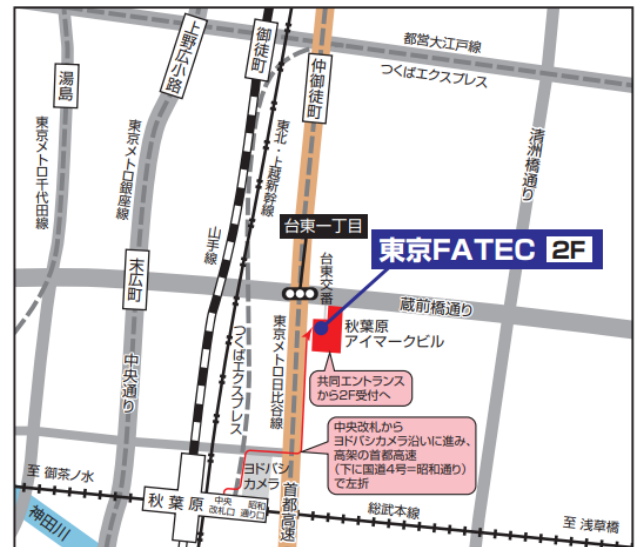 都営大江戸線
つくばエクスプレス
上野広小路
御徒町
仲御徒町
湯島
清洲橋通り
東京メトロ千代田線
東京メトロ銀座線
東北・上越新幹線
山手線
台東一丁目
東京FATEC 2F
台東交番
末広町
蔵前橋通り
秋葉原
アイマークビル
東京メトロ日比谷線
つくばエクスプレス
中央通り
共同エントランス
から2F受付へ
中央改札から
ヨドバシカメラ沿いに進み、
高架の首都高速
(下に国道4号=昭和通り)
で左折
ヨドバシ
カメラ
首都高速
至 御茶ノ水
秋葉原
中央
改札口
昭和
通り口
総武本線
至 浅草橋
神田川